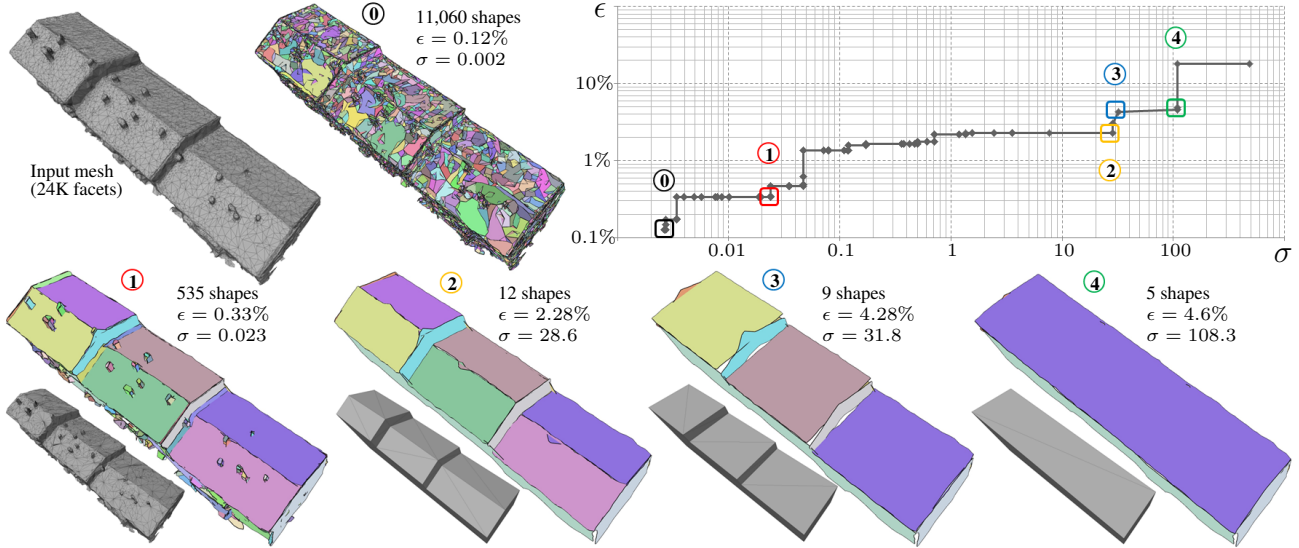 0
11,060 shapes
ϵ = 0.12%
σ = 0.002
Input mesh
(24K facets)
ϵ
10%
1%
0.1%
0.01
0.1
1
10
100
σ
0
1
2
3
4
1
535 shapes
ϵ = 0.33%
σ = 0.023
2
12 shapes
ϵ = 2.28%
σ = 28.6
3
9 shapes
ϵ = 4.28%
σ = 31.8
4
5 shapes
ϵ = 4.6%
σ = 108.3